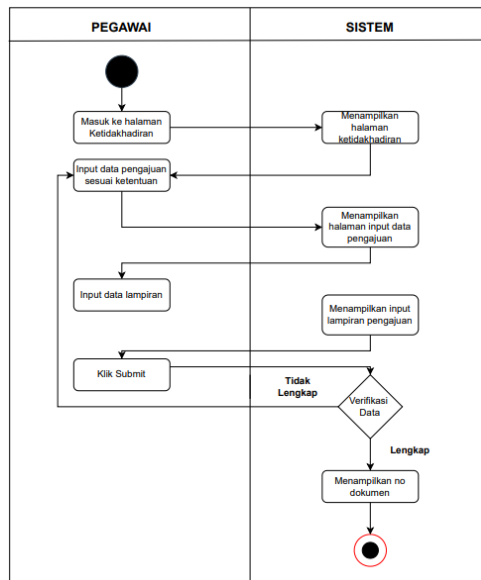 PEGAWAI
SISTEM
Masuk ke halaman
Ketidakhadiran
Menampilkan
halaman
ketidakhadiran
Input data pengajuan
sesuai ketentuan
Menampilkan
halaman input data
pengajuan
Input data lampiran
Menampilkan input
lampiran pengajuan
Klik Submit
Tidak
Lengkap
Verifikasi
Data
Lengkap
Menampilkan no
dokumen